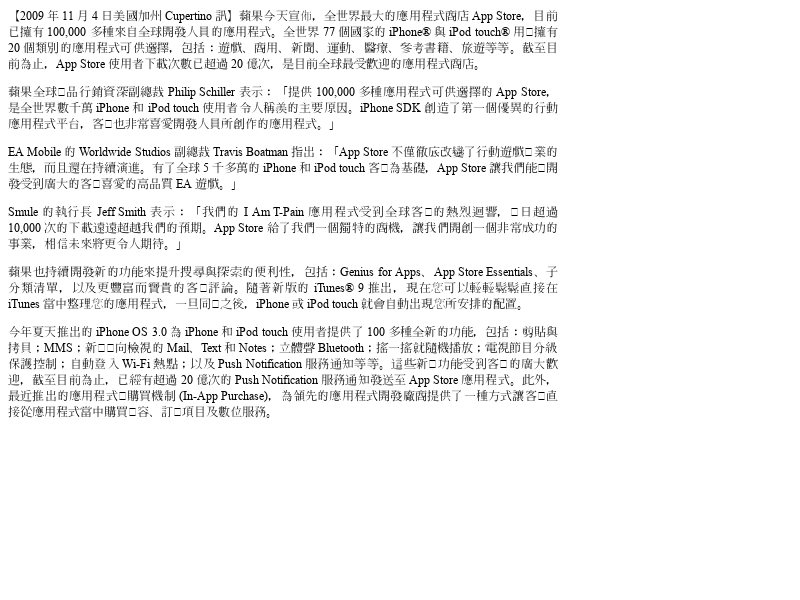 【2009 年 11 月 4 日美國加州 Cupertino 訊】蘋果今天宣佈，全世界最大的應用程式商店 App Store，目前
已擁有 100,000 多種來自全球開發人員的應用程式。全世界 77 個國家的 iPhone® 與 iPod touch® 用□擁有
20 個類別的應用程式可供選擇，包括：遊戲、商用、新聞、運動、醫療、參考書籍、旅遊等等。截至目
前為止，App Store 使用者下載次數已超過 20 億次，是目前全球最受歡迎的應用程式商店。
蘋果全球□品行銷資深副總裁 Philip Schiller 表示：「提供 100,000 多種應用程式可供選擇的 App Store，
是全世界數千萬 iPhone 和 iPod touch 使用者令人稱羨的主要原因。iPhone SDK 創造了第一個優異的行動
應用程式平台，客□也非常喜愛開發人員所創作的應用程式。」
EA Mobile 的 Worldwide Studios 副總裁 Travis Boatman 指出：「App Store 不僅徹底改變了行動遊戲□業的
生態，而且還在持續演進。有了全球 5 千多萬的 iPhone 和 iPod touch 客□為基礎，App Store 讓我們能□開
發受到廣大的客□喜愛的高品質 EA 遊戲。」
Smule 的執行長 Jeff Smith 表示：「我們的 I Am T-Pain 應用程式受到全球客□的熱烈迴響，□日超過
10,000 次的下載遠遠超越我們的預期。App Store 給了我們一個獨特的商機，讓我們開創一個非常成功的
事業，相信未來將更令人期待。」
蘋果也持續開發新的功能來提升搜尋與探索的便利性，包括：Genius for Apps、App Store Essentials、子
分類清單，以及更豐富而寶貴的客□評論。隨著新版的 iTunes® 9 推出，現在您可以輕輕鬆鬆直接在
iTunes 當中整理您的應用程式，一旦同□之後，iPhone 或 iPod touch 就會自動出現您所安排的配置。
今年夏天推出的 iPhone OS 3.0 為 iPhone 和 iPod touch 使用者提供了 100 多種全新的功能，包括：剪貼與
拷貝；MMS；新□□向檢視的 Mail、Text 和 Notes；立體聲 Bluetooth；搖一搖就隨機播放；電視節目分級
保護控制；自動登入 Wi-Fi 熱點；以及 Push Notification 服務通知等等。這些新□功能受到客□的廣大歡
迎，截至目前為止，已經有超過 20 億次的 Push Notification 服務通知發送至 App Store 應用程式。此外，
最近推出的應用程式□購買機制 (In-App Purchase)，為領先的應用程式開發廠商提供了一種方式讓客□直
接從應用程式當中購買□容、訂□項目及數位服務。